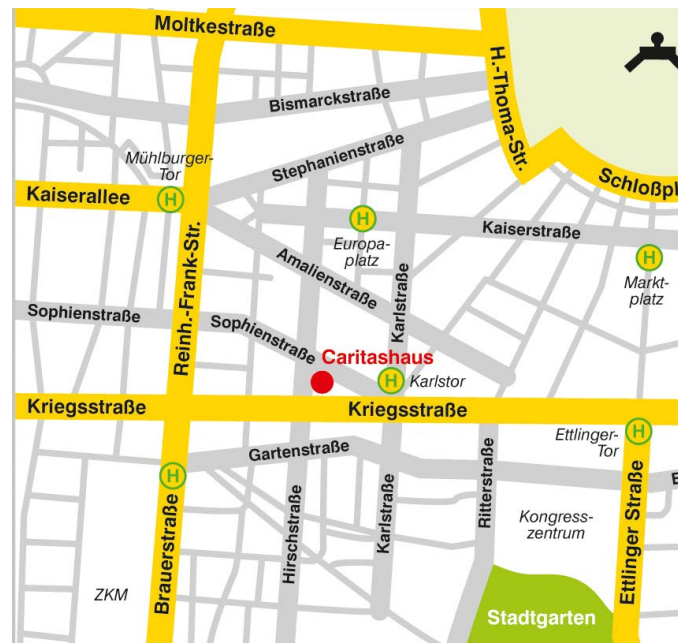 Moltkestraße
H.-Thoma-Str.
Bismarckstraße
Mühlburger-
Tor
Stephanienstraße
Schloßpl
Kaiserallee
H
H
Kaiserstraße
Europa-
platz
H
Markt-
platz
Reinh.-Frank-Str.
Amalienstraße
Karlstraße
Sophienstraße
Sophienstraße
Caritashaus
H
Karlstor
Kriegsstraße
Kriegsstraße
Ettlinger-
Tor
H
Gartenstraße
H
Brauerstraße
Hirschstraße
Karlstraße
Ritterstraße
Kongress-
zentrum
Ettlinger Straße
ZKM
Stadtgarten